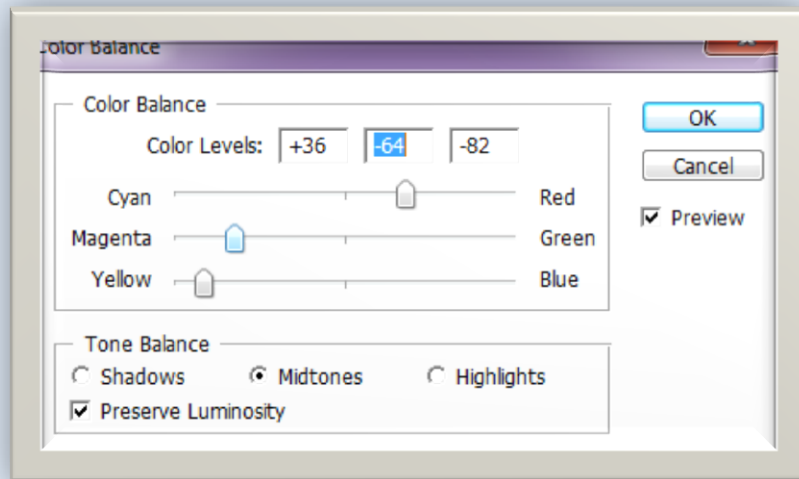 Color Balance
Color Balance
Color Levels: +36 -64 -82
OK
Cancel
Cyan Red
Preview
Magenta Green
Yellow Blue
Tone Balance
Shadows Midtones Highlights
Preserve Luminosity